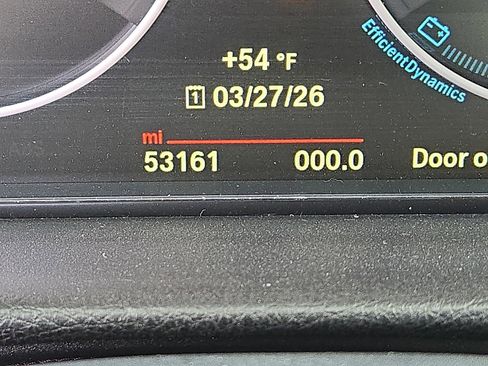 +54 °F
1 03/27/26
mi
53161 000.0
Door o
EfficientDynamics